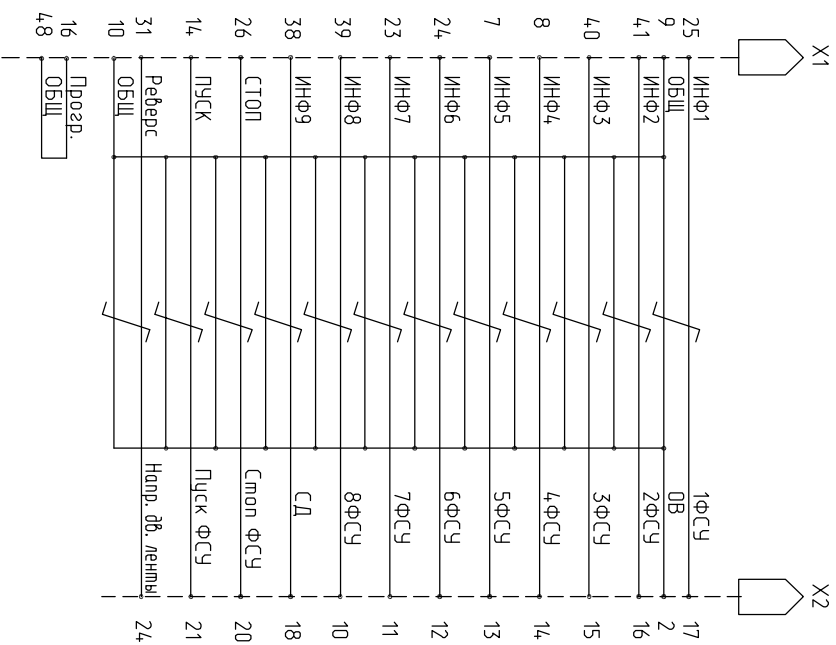 X1 X2
25 ИНФ1 1ФСУ 17
9 ОБЩ ОВ 2
41 ИНФ2 2ФСУ 16
40 ИНФ3 3ФСУ 15
8 ИНФ4 4ФСУ 14
7 ИНФ5 5ФСУ 13
24 ИНФ6 6ФСУ 12
23 ИНФ7 7ФСУ 11
39 ИНФ8 8ФСУ 10
38 ИНФ9 СД 18
26 СТОП Стоп ФСУ 20
14 ПУСК Пуск ФСУ 21
31 Реверс Напр. дв. ленты 24
10 ОБЩ
16 Прогр.
48 ОБЩ